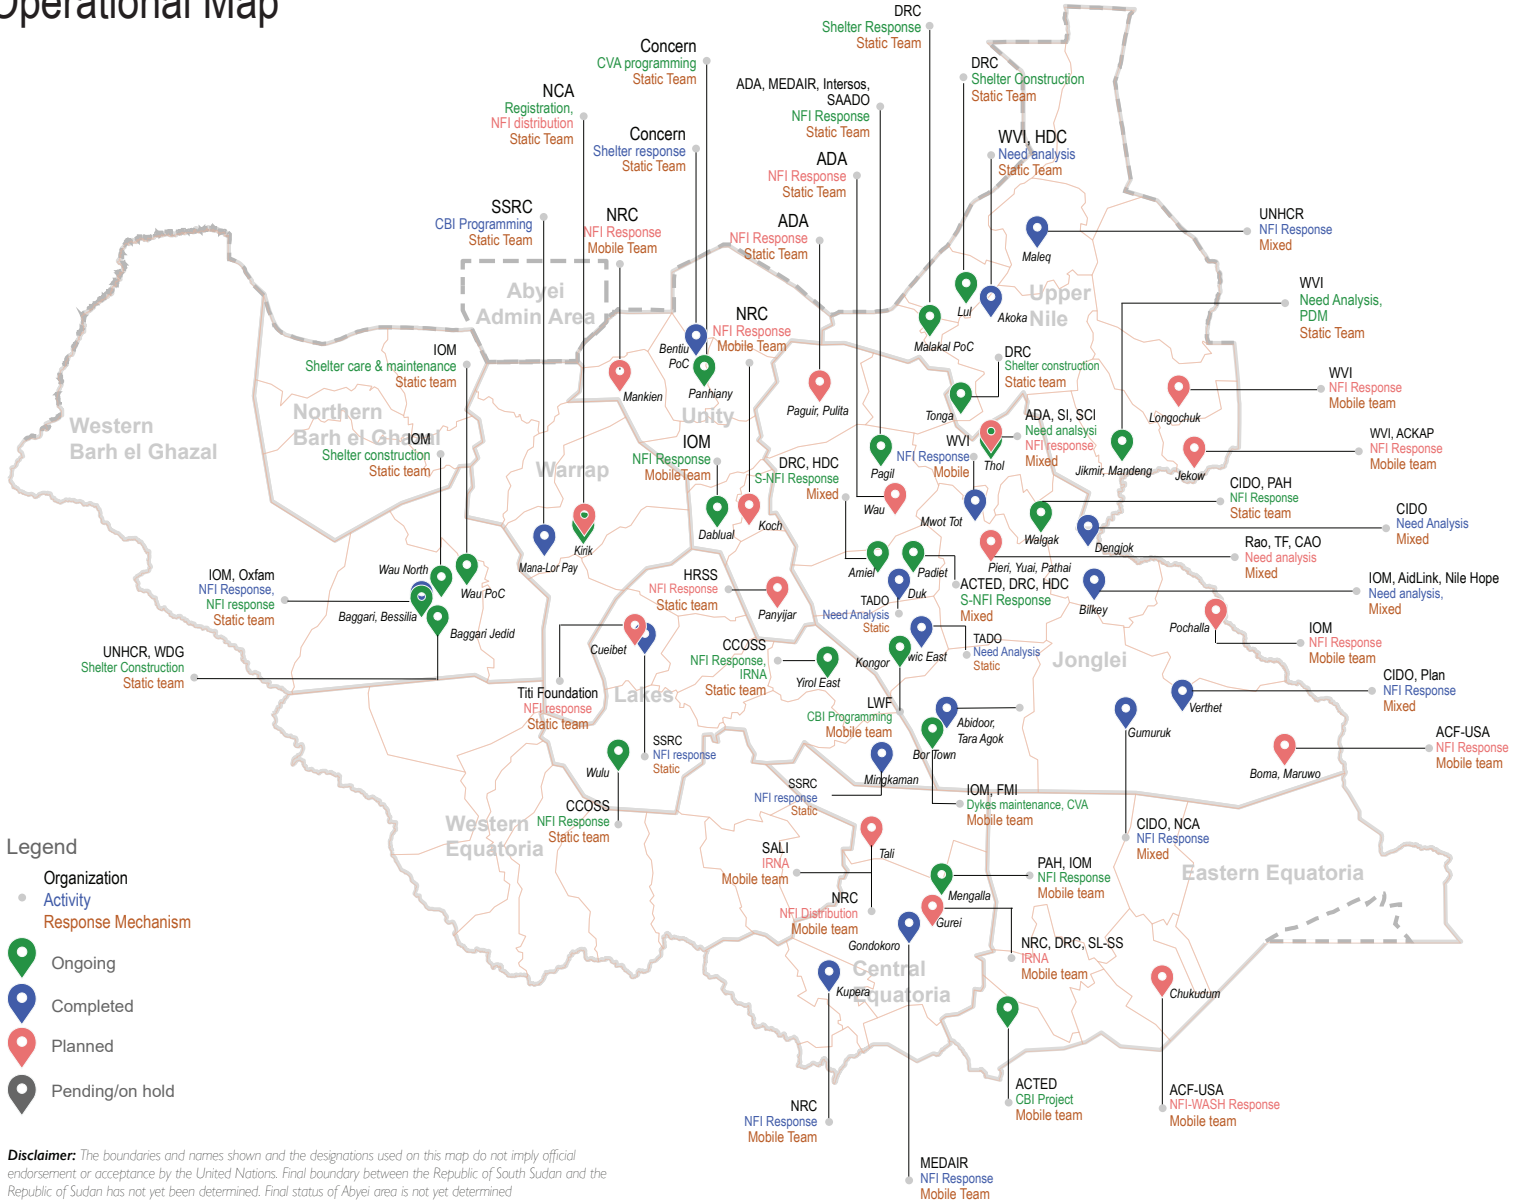 Operational Map
DRC
Shelter Response
Static Team
Concern
CVA programming
Static Team
DRC
Shelter Construction
Static Team
ADA, MEDAIR, Intersos,
SAADO
NFI Response
Static Team
NCA
Registration,
NFI distribution
Static Team
Concern
Shelter response
Static Team
WVI, HDC
Need analysis
Static Team
ADA
NFI Response
Static Team
SSRC
CBI Programming
Static Team
NRC
NFI Response
Mobile Team
ADA
NFI Response
Static Team
UNHCR
NFI Response
Mixed
Maleq
Abyei
Admin Area
Upper
Nile
WVI
Need Analysis,
PDM
Static Team
Lul
Akoka
Malakal PoC
NRC
NFI Response
Mobile Team
Bentiu
PoC
Panhiany
Mankien
IOM
Shelter care & maintenance
Static team
DRC
Shelter construction
Static team
Tonga
Paguir, Pulita
WVI
NFI Response
Mobile team
Longochuk
Western
Barh el Ghazal
Northern
Barh el Ghazal
Unity
IOM
Shelter construction
Static team
IOM
NFI Response
MobileTeam
Warrap
ADA, SI, SCI
Need analsysi
NFI response
Mixed
Thol
WVI
NFI Response
Mobile
WVI, ACKAP
NFI Response
Mobile team
Jikmir, Mandeng
Jekow
DRC, HDC
S-NFI Response
Mixed
Pagil
Wau
CIDO, PAH
NFI Response
Static team
Koch
Dablual
Mwot Tot
Walgak
CIDO
Need Analysis
Mixed
Dengjok
Kirik
Mana-Lor Pay
Rao, TF, CAO
Need analysis
Mixed
Pieri, Yuai, Pathai
Amiel
Padiet
Wau North
Wau PoC
IOM, Oxfam
NFI Response,
NFI response
Static team
Baggari, Bessilia
Baggari Jedid
HRSS
NFI Response
Static team
Panyijar
Duk
ACTED, DRC, HDC
S-NFI Response
Mixed
IOM, AidLink, Nile Hope
Need analysis,
Mixed
Bilkey
TADO
Need Analysis
Static
Pochalla
IOM
NFI Response
Mobile team
UNHCR, WDG
Shelter Construction
Static team
Cueibet
CCOSS
NFI Response,
IRNA
Static team
Yirol East
Kongor
wic East
TADO
Need Analysis
Static
Jonglei
Titi Foundation
NFI response
Static team
Lakes
CIDO, Plan
NFI Response
Mixed
Verthet
LWF
CBI Programming
Mobile team
Abidoor,
Tara Agok
Gumuruk
SSRC
NFI response
Static
Bor Town
ACF-USA
NFI Response
Mobile team
Boma, Maruwo
Wulu
Mingkaman
SSRC
NFI response
Static
IOM, FMI
Dykes maintenance, CVA
Mobile team
CCOSS
NFI Response
Static team
Western
Equatoria
CIDO, NCA
NFI Response
Mixed
SALI
IRNA
Mobile team
Tali
PAH, IOM
NFI Response
Mobile team
Mengalla
Eastern Equatoria
NRC
NFI Distribution
Mobile team
Gurei
Gondokoro
NRC, DRC, SL-SS
IRNA
Mobile team
Central
Equatoria
Kupera
Chukudum
ACTED
CBI Project
Mobile team
ACF-USA
NFI-WASH Response
Mobile team
NRC
NFI Response
Mobile Team
MEDAIR
NFI Response
Mobile Team
Legend
Organization
Activity
Response Mechanism
Ongoing
Completed
Planned
Pending/on hold
Disclaimer: The boundaries and names shown and the designations used on this map do not imply official
endorsement or acceptance by the United Nations. Final boundary between the Republic of South Sudan and the
Republic of Sudan has not yet been determined. Final status of Abyei area is not yet determined